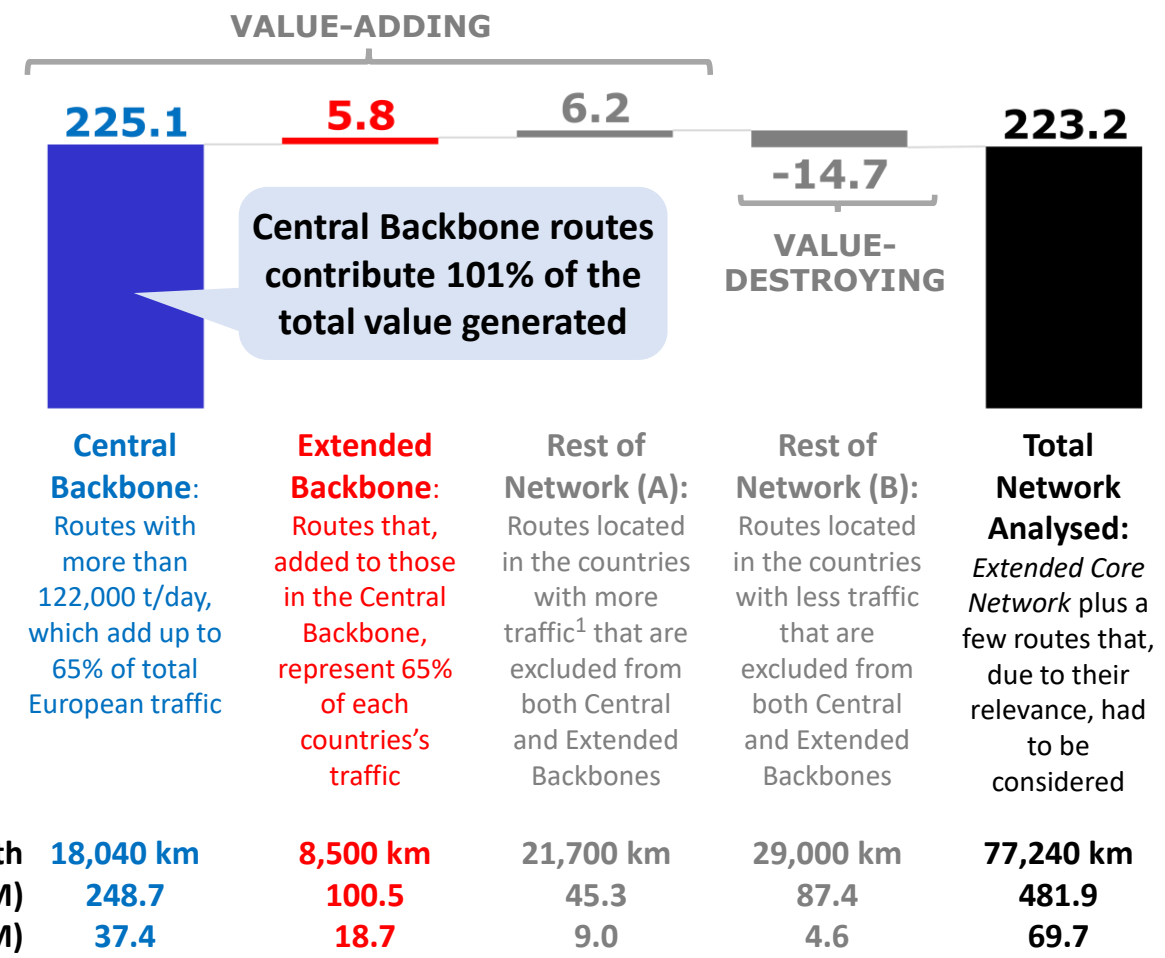 VALUE-ADDING
225.1
5.8
6.2
223.2
-14.7
VALUE-
DESTROYING
Central Backbone routes
contribute 101% of the
total value generated
Central
Backbone:
Routes with
more than
122,000 t/day,
which add up to
65% of total
European traffic
Extended
Backbone:
Routes that,
added to those
in the Central
Backbone,
represent 65%
of each
countries's
traffic
Rest of
Network (A):
Routes located
in the countries
with more
traffic¹ that are
excluded from
both Central
and Extended
Backbones
Rest of
Network (B):
Routes located
in the countries
with less traffic
that are
excluded from
both Central
and Extended
Backbones
Total
Network
Analysed:
Extended Core
Network plus a
few routes that,
due to their
relevance, had
to be
considered
th 18,040 km 8,500 km 21,700 km 29,000 km 77,240 km
M) 248.7 100.5 45.3 87.4 481.9
M) 37.4 18.7 9.0 4.6 69.7